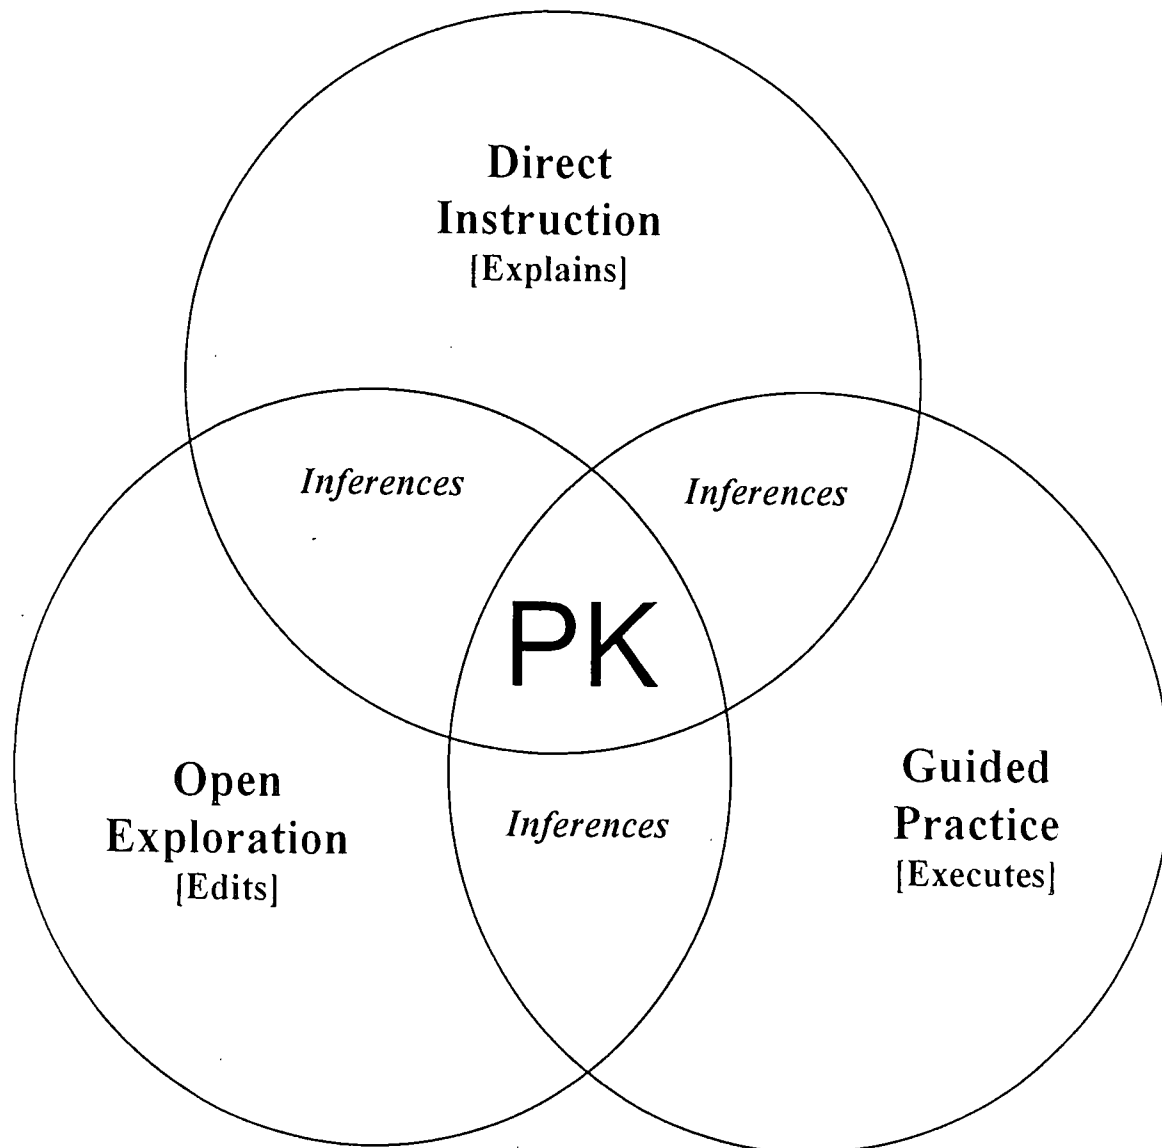 Direct
Instruction
[Explains]
Inferences
Inferences
PK
Open
Exploration
[Edits]
Inferences
Guided
Practice
[Executes]